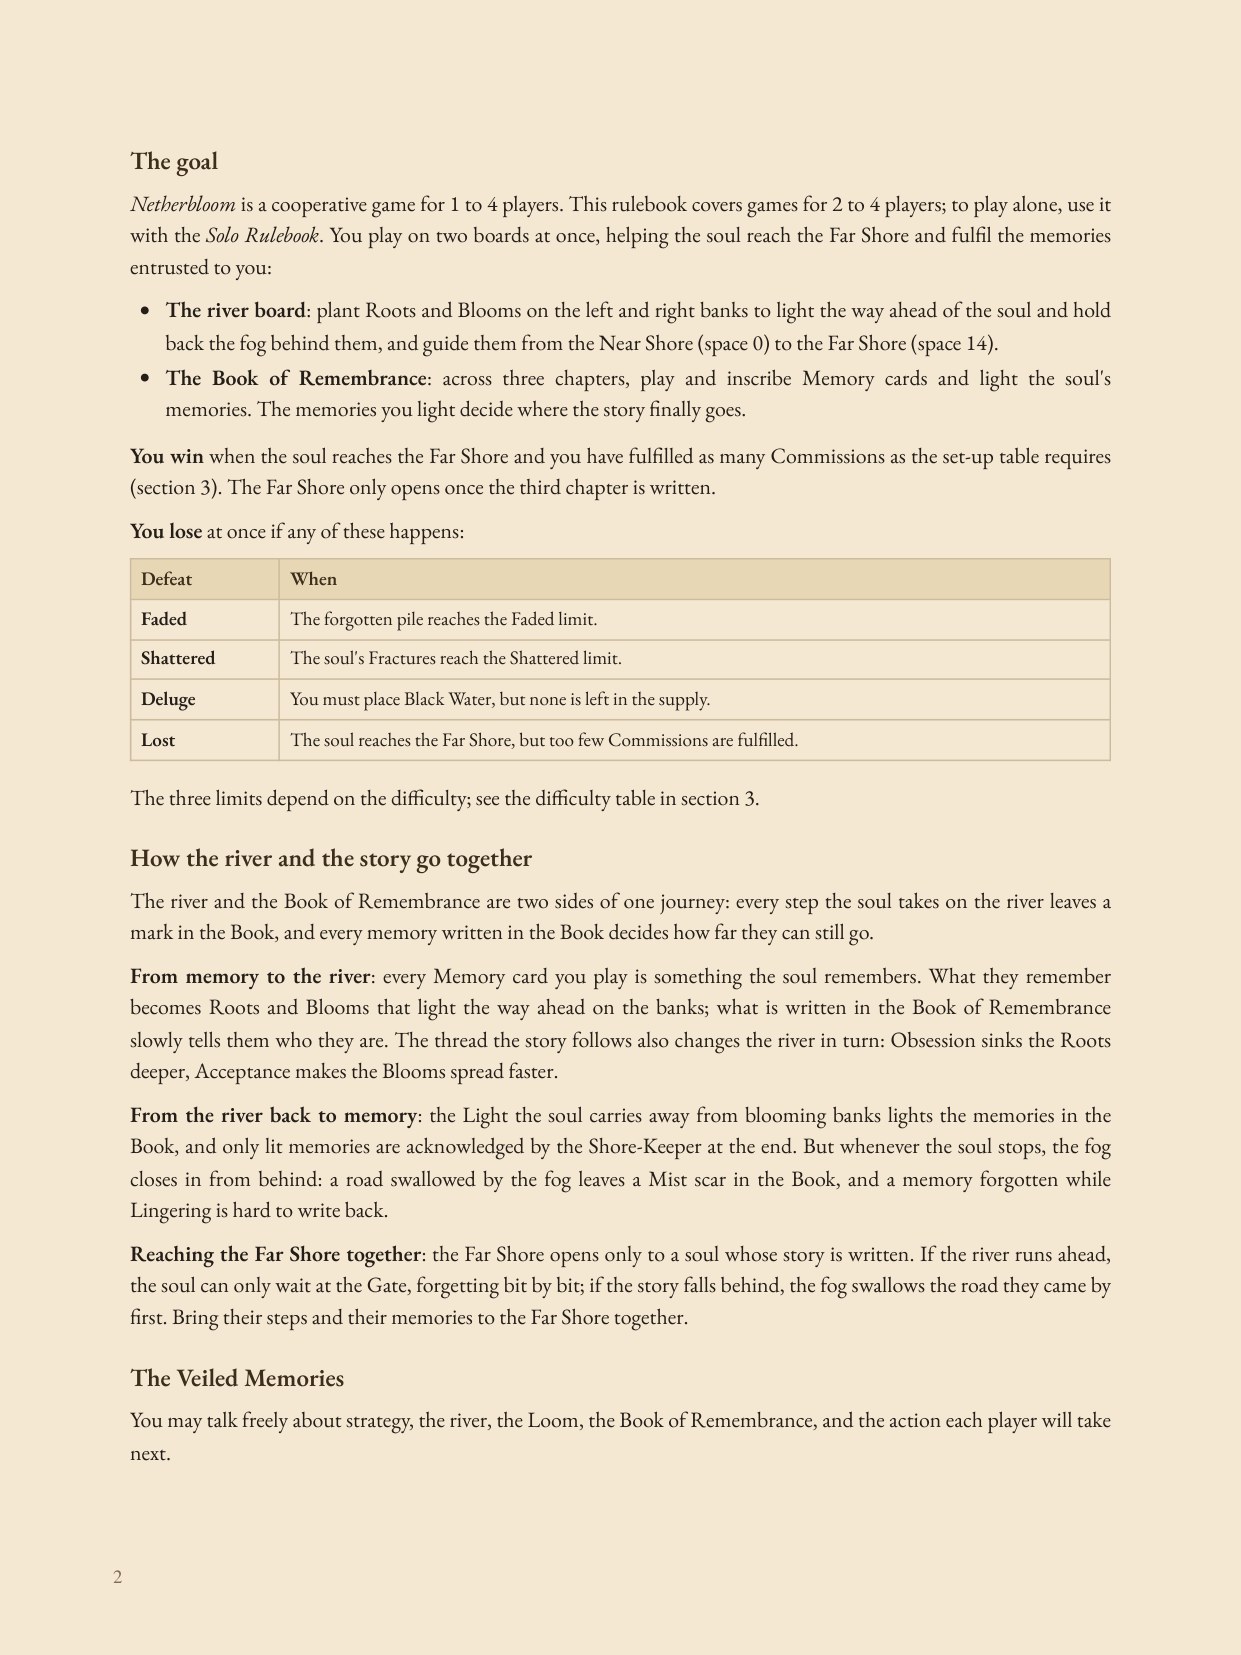 The goal
Netherbloom is a cooperative game for 1 to 4 players. This rulebook covers games for 2 to 4 players; to play alone, use it
with the Solo Rulebook. You play on two boards at once, helping the soul reach the Far Shore and fulfil the memories
entrusted to you:
• The river board: plant Roots and Blooms on the left and right banks to light the way ahead of the soul and hold
back the fog behind them, and guide them from the Near Shore (space 0) to the Far Shore (space 14).
• The Book of Remembrance: across three chapters, play and inscribe Memory cards and light the soul's
memories. The memories you light decide where the story finally goes.
You win when the soul reaches the Far Shore and you have fulfilled as many Commissions as the set-up table requires
(section 3). The Far Shore only opens once the third chapter is written.
You lose at once if any of these happens:
Defeat When
Faded The forgotten pile reaches the Faded limit.
Shattered The soul's Fractures reach the Shattered limit.
Deluge You must place Black Water, but none is left in the supply.
Lost The soul reaches the Far Shore, but too few Commissions are fulfilled.
The three limits depend on the difficulty; see the difficulty table in section 3.
How the river and the story go together
The river and the Book of Remembrance are two sides of one journey: every step the soul takes on the river leaves a
mark in the Book, and every memory written in the Book decides how far they can still go.
From memory to the river: every Memory card you play is something the soul remembers. What they remember
becomes Roots and Blooms that light the way ahead on the banks; what is written in the Book of Remembrance
slowly tells them who they are. The thread the story follows also changes the river in turn: Obsession sinks the Roots
deeper, Acceptance makes the Blooms spread faster.
From the river back to memory: the Light the soul carries away from blooming banks lights the memories in the
Book, and only lit memories are acknowledged by the Shore-Keeper at the end. But whenever the soul stops, the fog
closes in from behind: a road swallowed by the fog leaves a Mist scar in the Book, and a memory forgotten while
Lingering is hard to write back.
Reaching the Far Shore together: the Far Shore opens only to a soul whose story is written. If the river runs ahead,
the soul can only wait at the Gate, forgetting bit by bit; if the story falls behind, the fog swallows the road they came by
first. Bring their steps and their memories to the Far Shore together.
The Veiled Memories
You may talk freely about strategy, the river, the Loom, the Book of Remembrance, and the action each player will take
next.
2